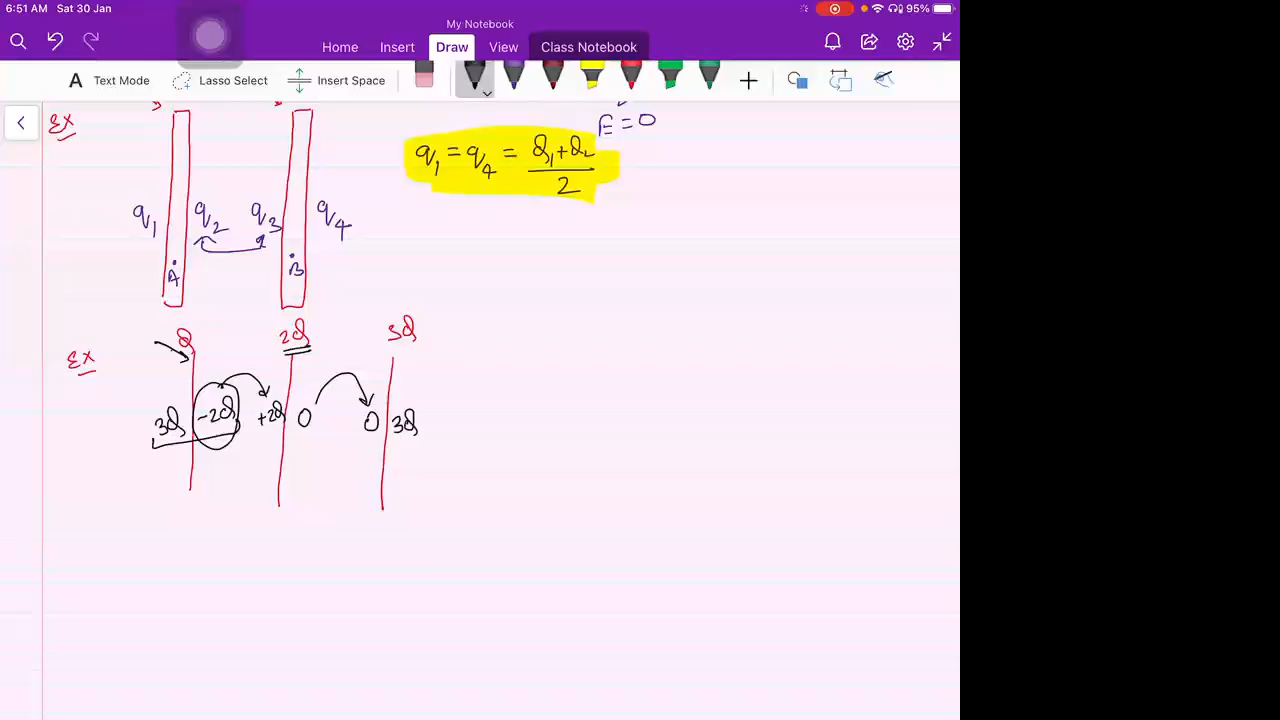 6:51 AM Sat 30 Jan
95%
My Notebook
Home Insert Draw View Class Notebook
Text Mode Lasso Select Insert Space
Ex
E = 0
q₁ = q₄ = Q₁+Q₂
2
q₁ q₂ q₃ q₄
A B
Ex
Q 2Q 3Q
3Q -2Q +2Q 0 0 3Q